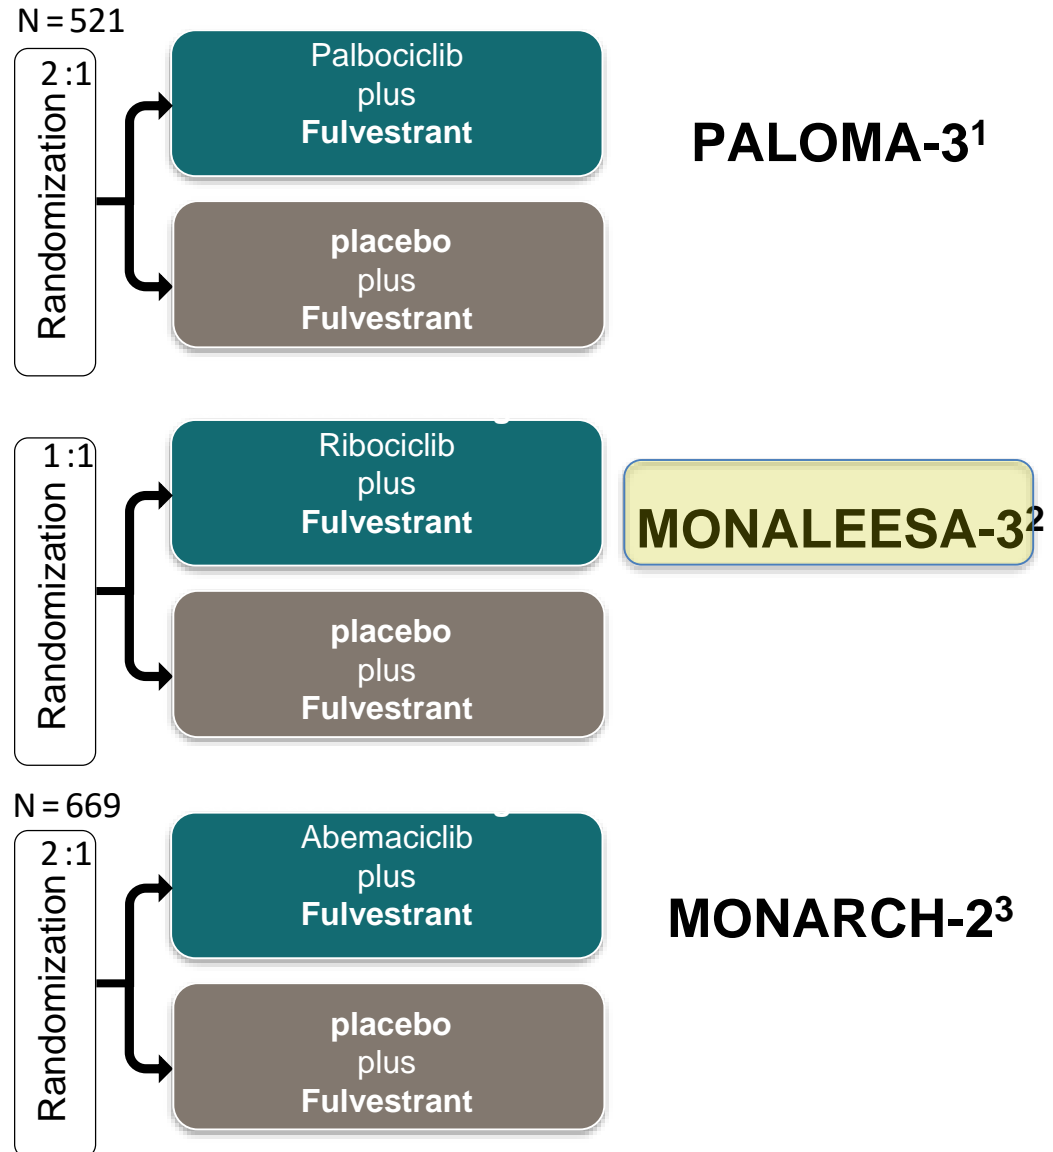 N = 521
2 :1
Randomization
Palbociclib
plus
Fulvestrant
PALOMA-3¹
placebo
plus
Fulvestrant
1 :1
Randomization
Ribociclib
plus
Fulvestrant
MONALEESA-3²
placebo
plus
Fulvestrant
N = 669
2 :1
Randomization
Abemaciclib
plus
Fulvestrant
MONARCH-2³
placebo
plus
Fulvestrant